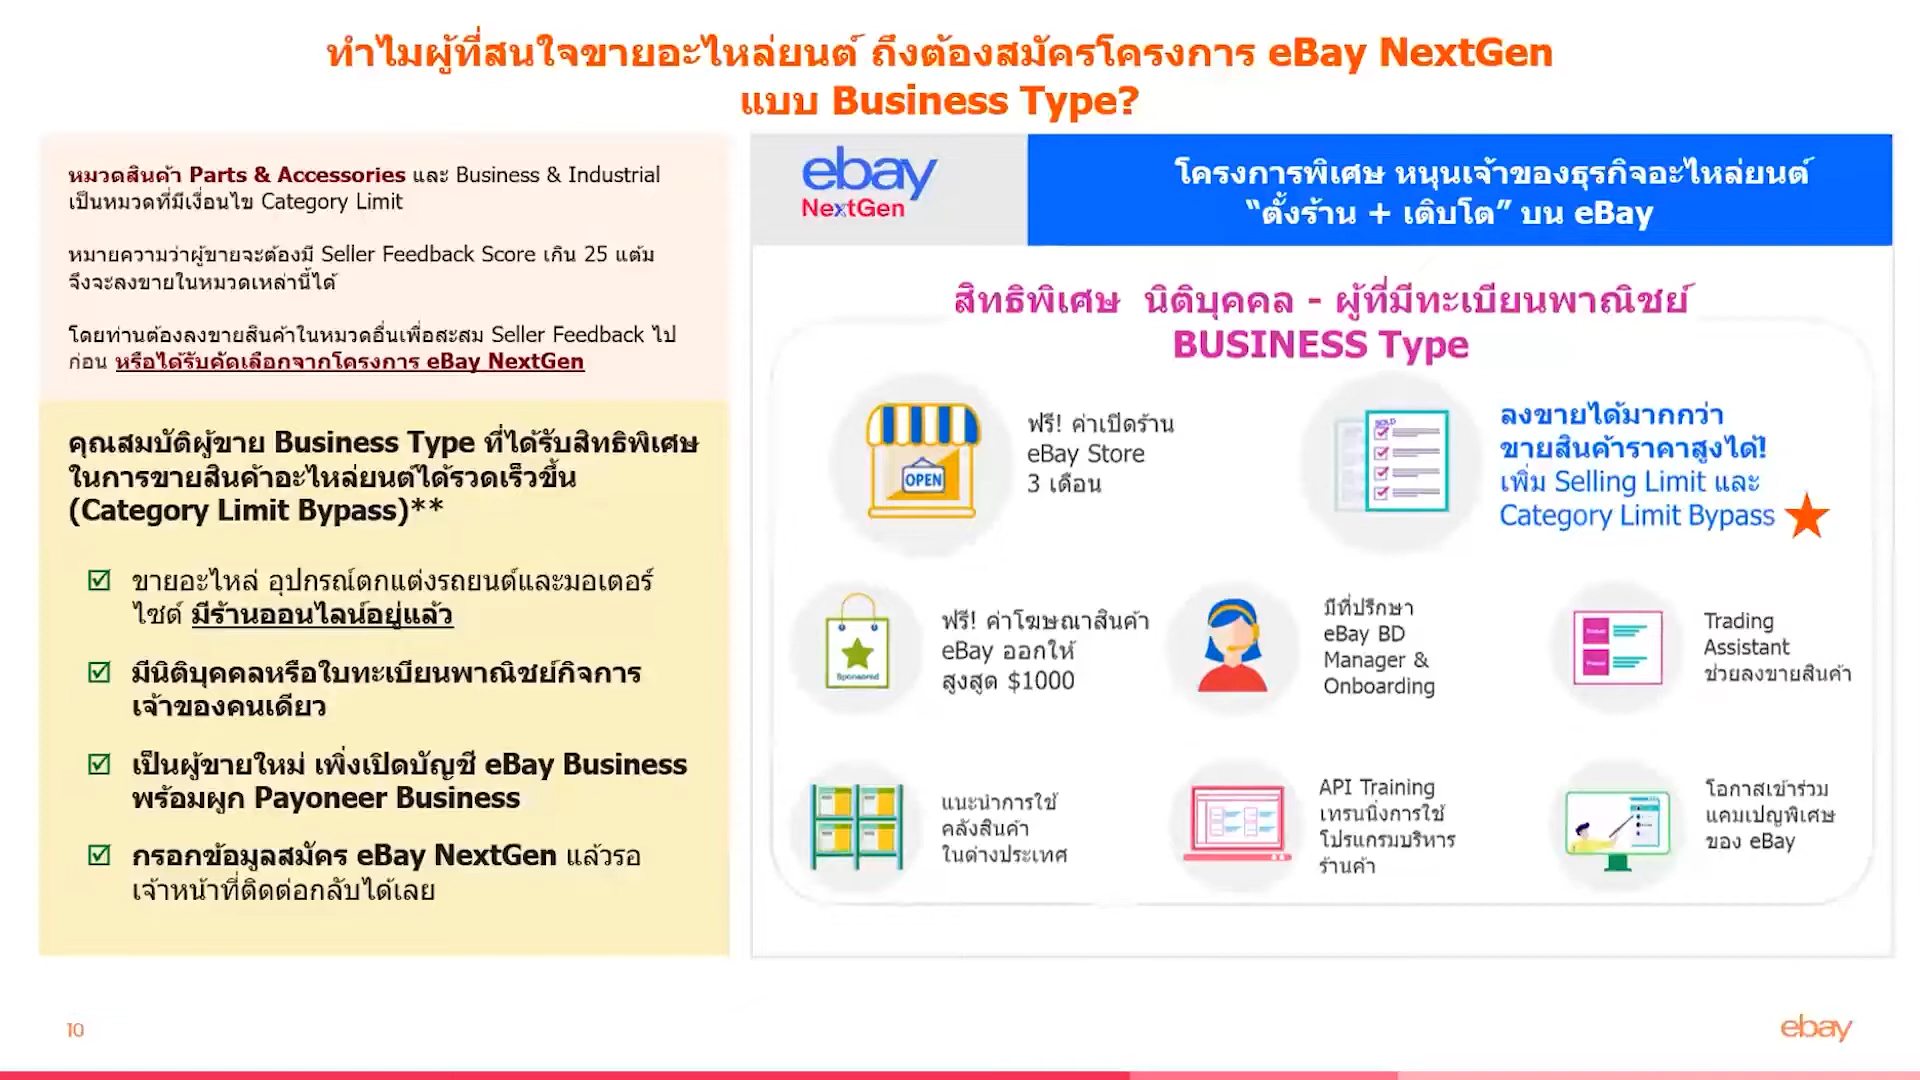 ทำไมผู้ที่สนใจขายอะไหล่ยนต์ ถึงต้องสมัครโครงการ eBay NextGen
แบบ Business Type?
หมวดสินค้า Parts & Accessories และ Business & Industrial
เป็นหมวดที่มีเงื่อนไข Category Limit
หมายความว่าผู้ขายจะต้องมี Seller Feedback Score เกิน 25 แต้ม
จึงจะลงขายในหมวดเหล่านี้ได้
โดยท่านต้องลงขายสินค้าในหมวดอื่นเพื่อสะสม Seller Feedback ไป
ก่อน หรือได้รับคัดเลือกจากโครงการ eBay NextGen
คุณสมบัติผู้ขาย Business Type ที่ได้รับสิทธิพิเศษ
ในการขายสินค้าอะไหล่ยนต์ได้รวดเร็วขึ้น
(Category Limit Bypass)**
ขายอะไหล่ อุปกรณ์ตกแต่งรถยนต์และมอเตอร์
ไซด์ มีร้านออนไลน์อยู่แล้ว
มีนิติบุคคลหรือใบทะเบียนพาณิชย์กิจการ
เจ้าของคนเดียว
เป็นผู้ขายใหม่ เพิ่งเปิดบัญชี eBay Business
พร้อมผูก Payoneer Business
กรอกข้อมูลสมัคร eBay NextGen แล้วรอ
เจ้าหน้าที่ติดต่อกลับได้เลย
ebay
NextGen
โครงการพิเศษ หนุนเจ้าของธุรกิจอะไหล่ยนต์
“ตั้งร้าน + เติบโต” บน eBay
สิทธิพิเศษ นิติบุคคล - ผู้ที่มีทะเบียนพาณิชย์
BUSINESS Type
OPEN
ฟรี! ค่าเปิดร้าน
eBay Store
3 เดือน
SOLD
ลงขายได้มากกว่า
ขายสินค้าราคาสูงได้!
เพิ่ม Selling Limit และ
Category Limit Bypass
Sponsored
ฟรี! ค่าโฆษณาสินค้า
eBay ออกให้
สูงสุด $1000
มีที่ปรึกษา
eBay BD
Manager &
Onboarding
Trading
Assistant
ช่วยลงขายสินค้า
แนะนำการใช้
คลังสินค้า
ในต่างประเทศ
API Training
เทรนนิ่งการใช้
โปรแกรมบริหาร
ร้านค้า
โอกาสเข้าร่วม
แคมเปญพิเศษ
ของ eBay
10
ebay